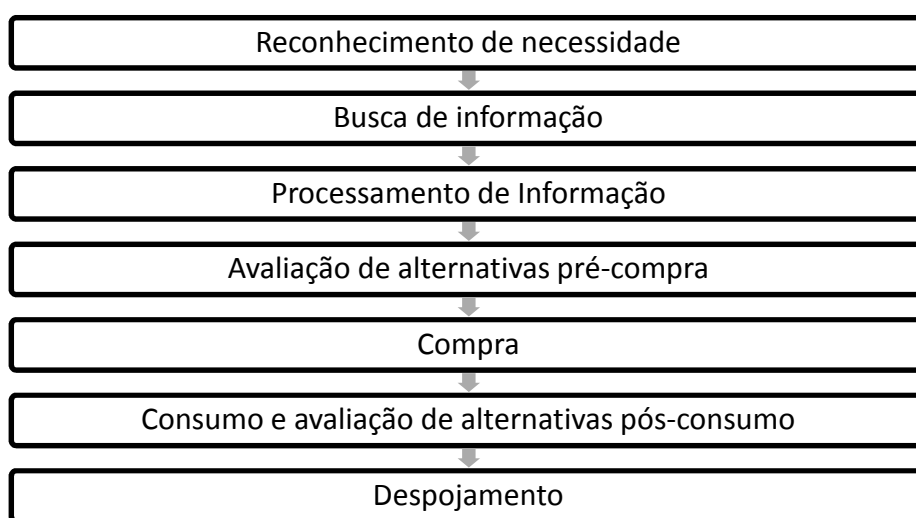 Reconhecimento de necessidade
Busca de informação
Processamento de Informação
Avaliação de alternativas pré-compra
Compra
Consumo e avaliação de alternativas pós-consumo
Despojamento